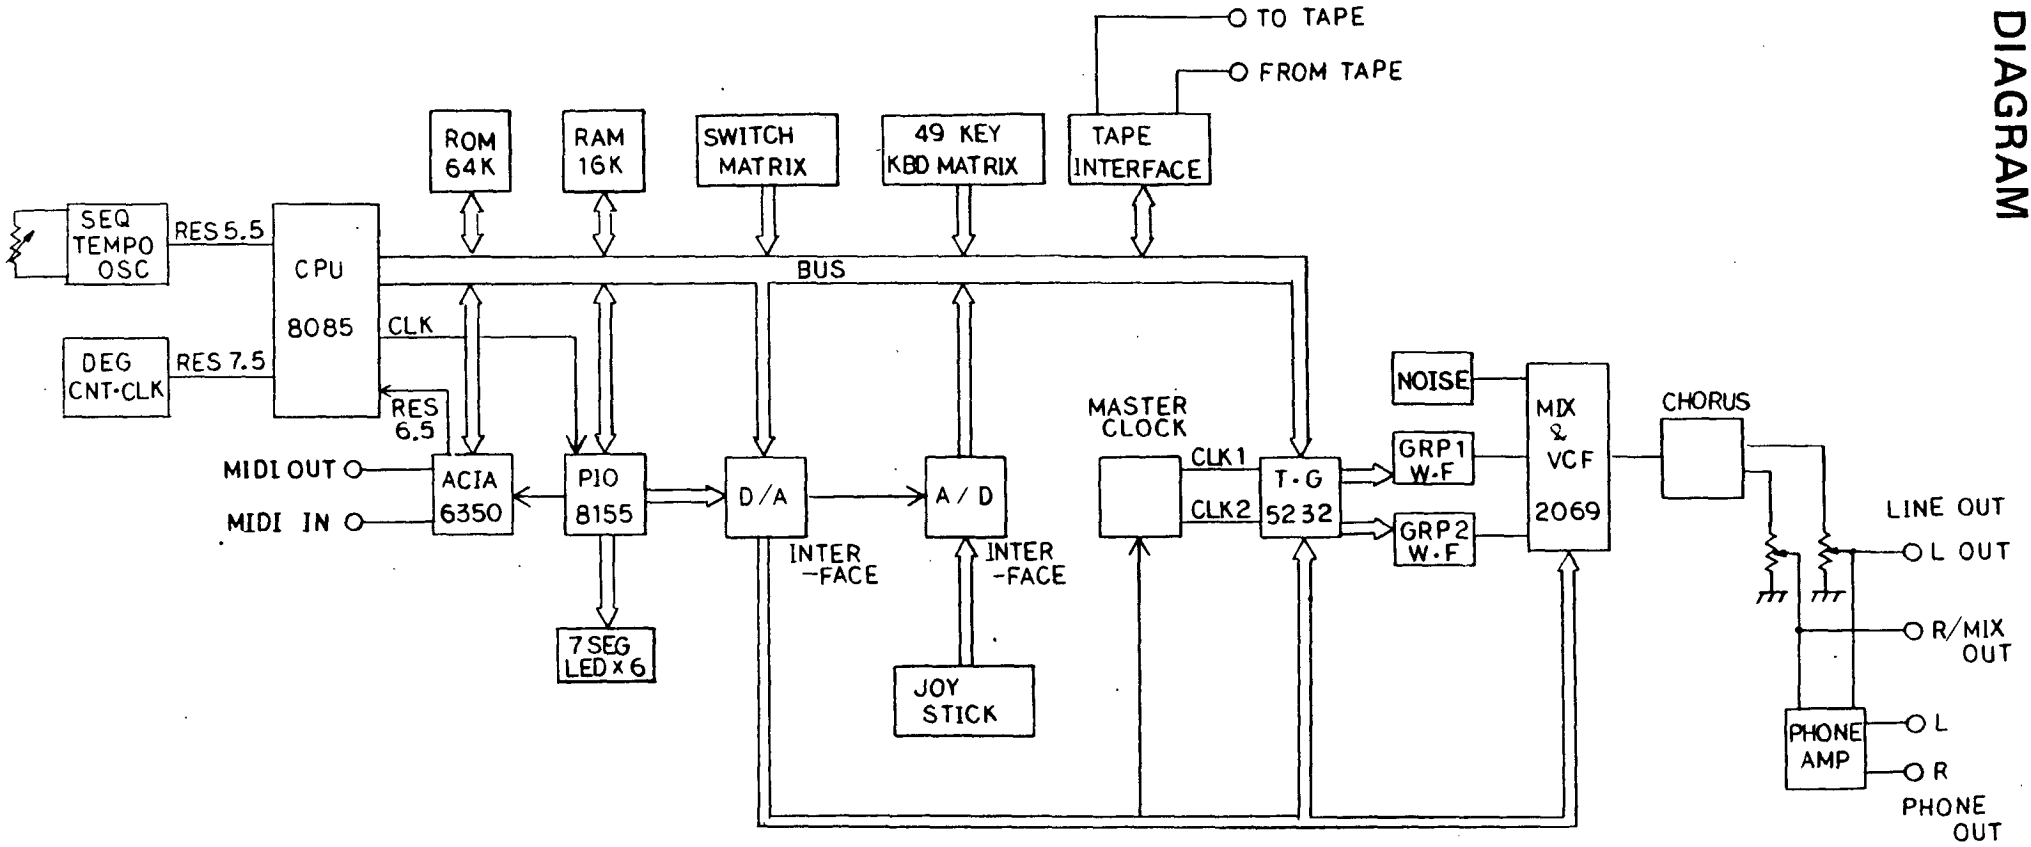 DIAGRAM
TO TAPE
FROM TAPE
ROM
64K
RAM
16K
SWITCH
MATRIX
49 KEY
KBD MATRIX
TAPE
INTERFACE
SEQ
TEMPO
OSC
RES 5.5
CPU
8085
BUS
CLK
DEG
CNT·CLK
RES 7.5
RES
6.5
MIDI OUT
MIDI IN
ACIA
6350
PIO
8155
D/A
INTER
-FACE
A/D
INTER
-FACE
7 SEG
LED×6
JOY
STICK
MASTER
CLOCK
CLK1
CLK2
T·G
5232
NOISE
GRP1
W·F
GRP2
W·F
MIX
&
VCF
2069
CHORUS
LINE OUT
L OUT
R/MIX
OUT
PHONE
AMP
L
R
PHONE
OUT